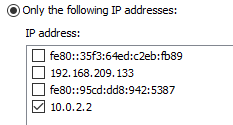 Only the following IP addresses:
IP address:
fe80::35f3:64ed:c2eb:fb89
192.168.209.133
fe80::95cd:dd8:942:5387
10.0.2.2